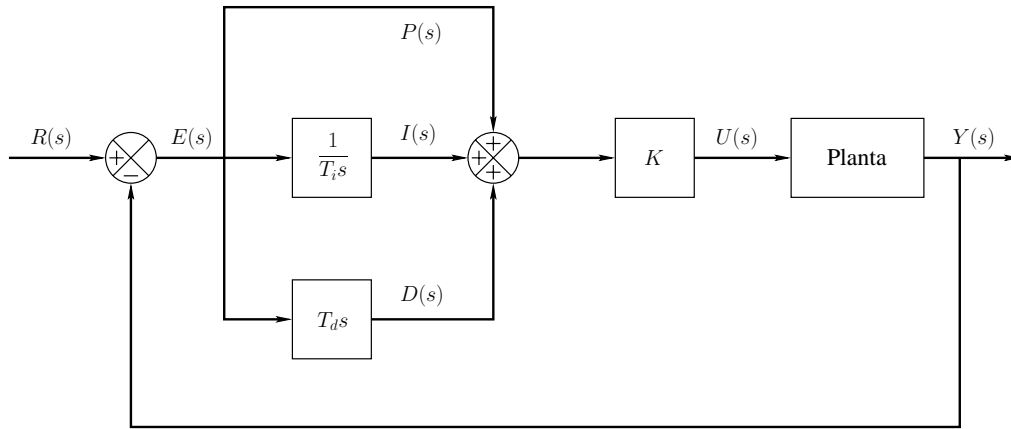 P(s)
R(s)
E(s)
I(s)
U(s)
Y(s)
+
−
1
T_i s
+
+
+
K
Planta
D(s)
T_d s